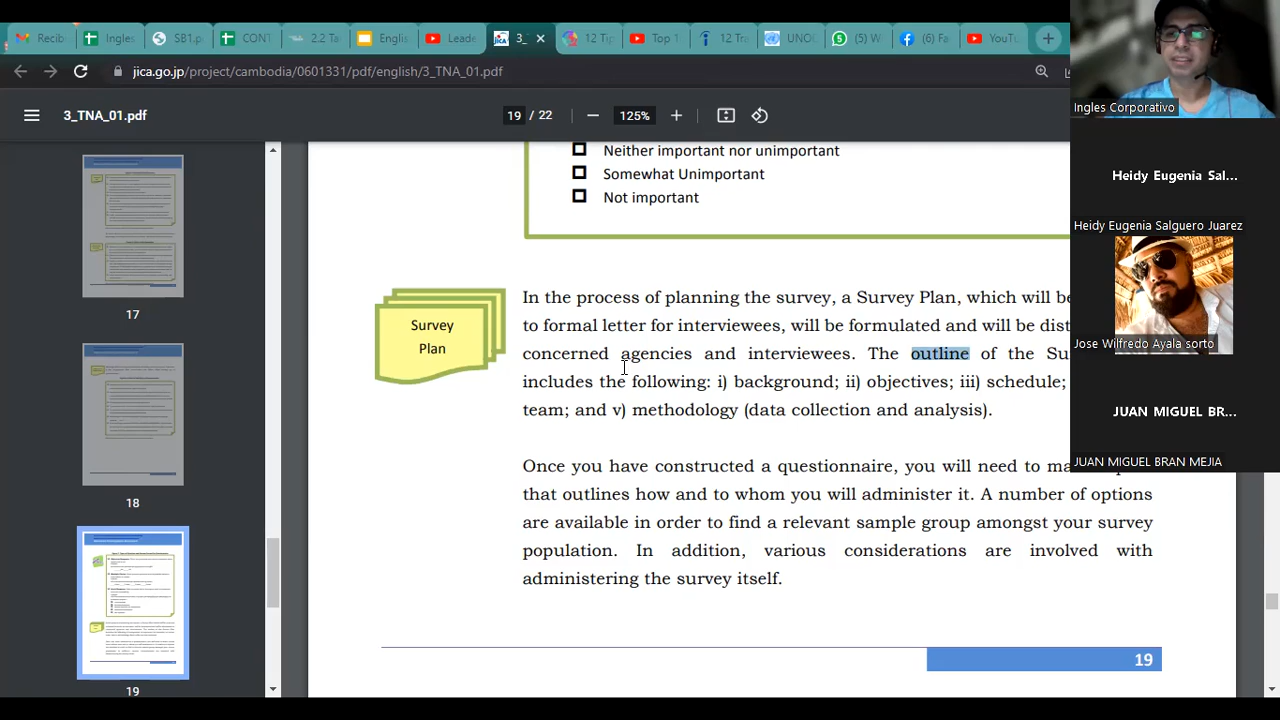 Recib
Ingles
SB1.p
CONT
2.2 Ta
Englis
Leade
3_
12 Tip
Top 1
12 Tra
UNOD
(5) W
(6) Fa
YouTu
jica.go.jp/project/cambodia/0601331/pdf/english/3_TNA_01.pdf
3_TNA_01.pdf
19 / 22
125%
Neither important nor unimportant
Somewhat Unimportant
Not important
Survey
Plan
In the process of planning the survey, a Survey Plan, which will be
to formal letter for interviewees, will be formulated and will be dist
concerned agencies and interviewees. The outline of the Su
includes the following: i) background; ii) objectives; iii) schedule;
team; and v) methodology (data collection and analysis).
Once you have constructed a questionnaire, you will need to ma
that outlines how and to whom you will administer it. A number of options
are available in order to find a relevant sample group amongst your survey
population. In addition, various considerations are involved with
administering the survey itself.
19
17
18
19
Ingles Corporativo
Heidy Eugenia Sal...
Heidy Eugenia Salguero Juarez
Jose Wilfredo Ayala sorto
JUAN MIGUEL BR...
JUAN MIGUEL BRAN MEJIA